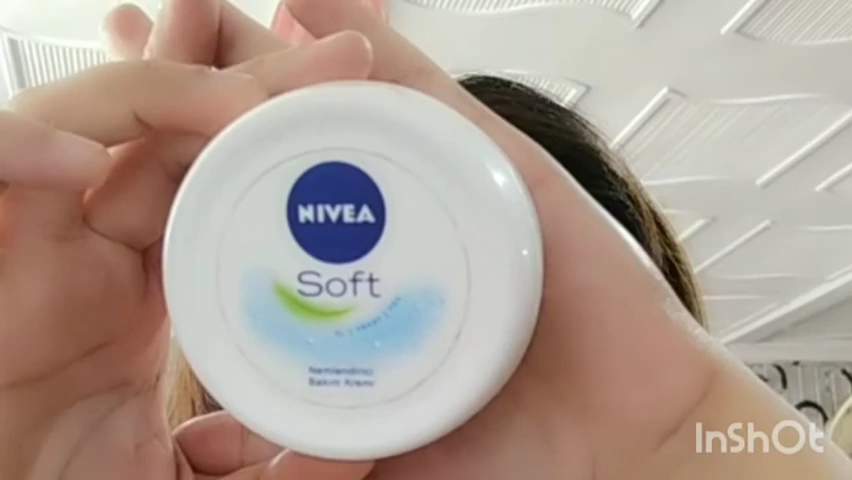 NIVEA
Soft
Nemlendirici
Bakım Kremi
InShOt